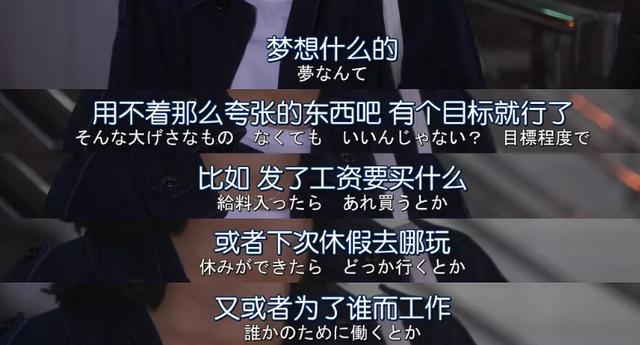 梦想什么的
夢なんて
用不着那么夸张的东西吧 有个目标就行了
そんな大げさなもの　なくても　いいんじゃない？　目標程度で
比如 发了工资要买什么
給料入ったら　あれ買うとか
或者下次休假去哪玩
休みができたら　どっか行くとか
又或者为了谁而工作
誰かのために働くとか